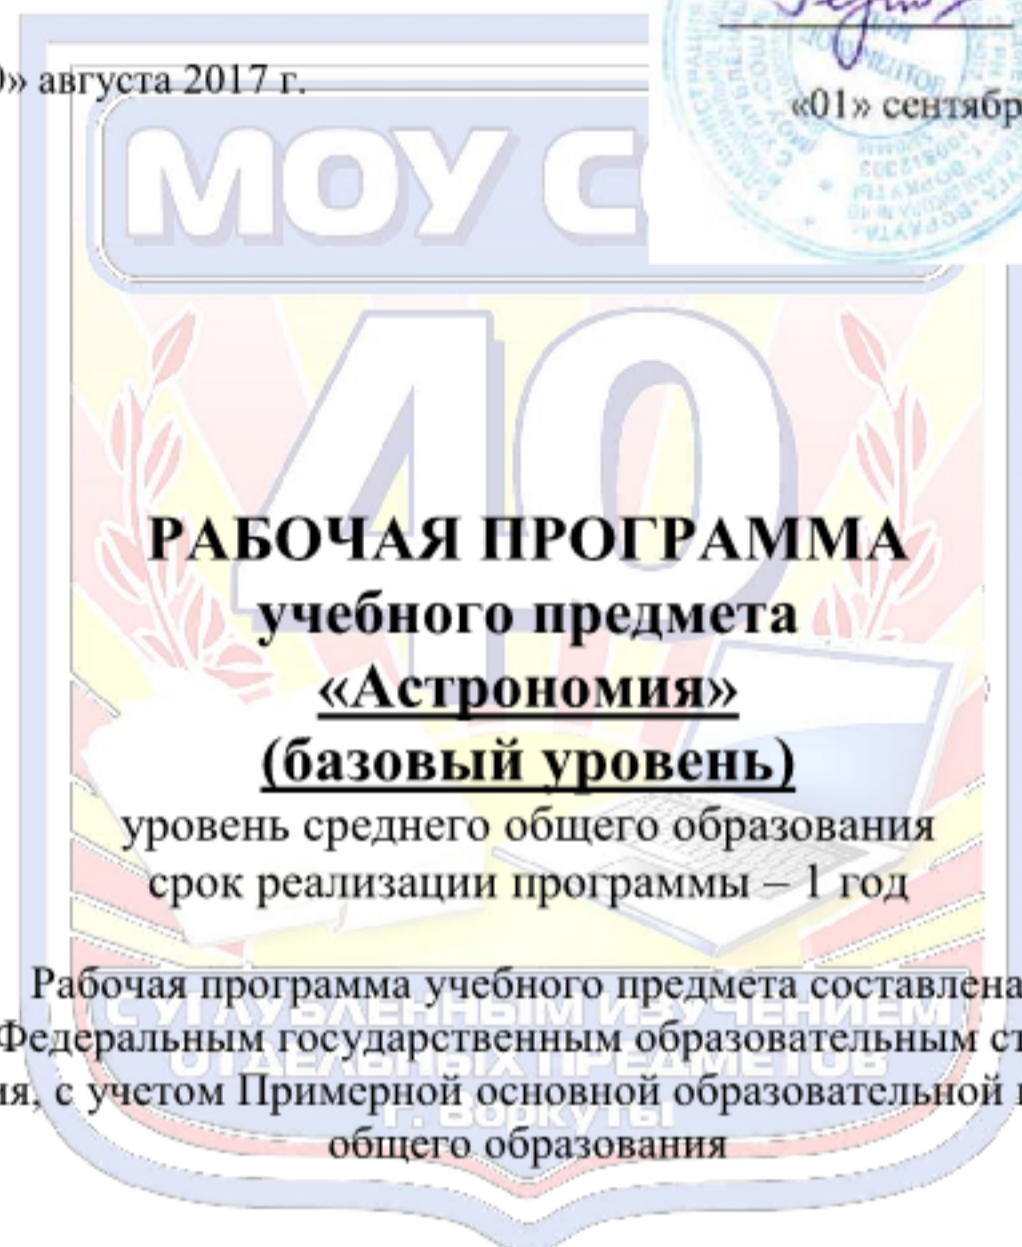 » августа 2017 г.
«01» сентябр
МОУ С
40
РАБОЧАЯ ПРОГРАММА
учебного предмета
«Астрономия»
(базовый уровень)
уровень среднего общего образования
срок реализации программы – 1 год
Рабочая программа учебного предмета составлена
Федеральным государственным образовательным ст
ия, с учетом Примерной основной образовательной
общего образования
С УГЛУБЛЕННЫМ ИЗУЧЕНИЕМ
ОТДЕЛЬНЫХ ПРЕДМЕТОВ
Г. ВОРКУТЫ